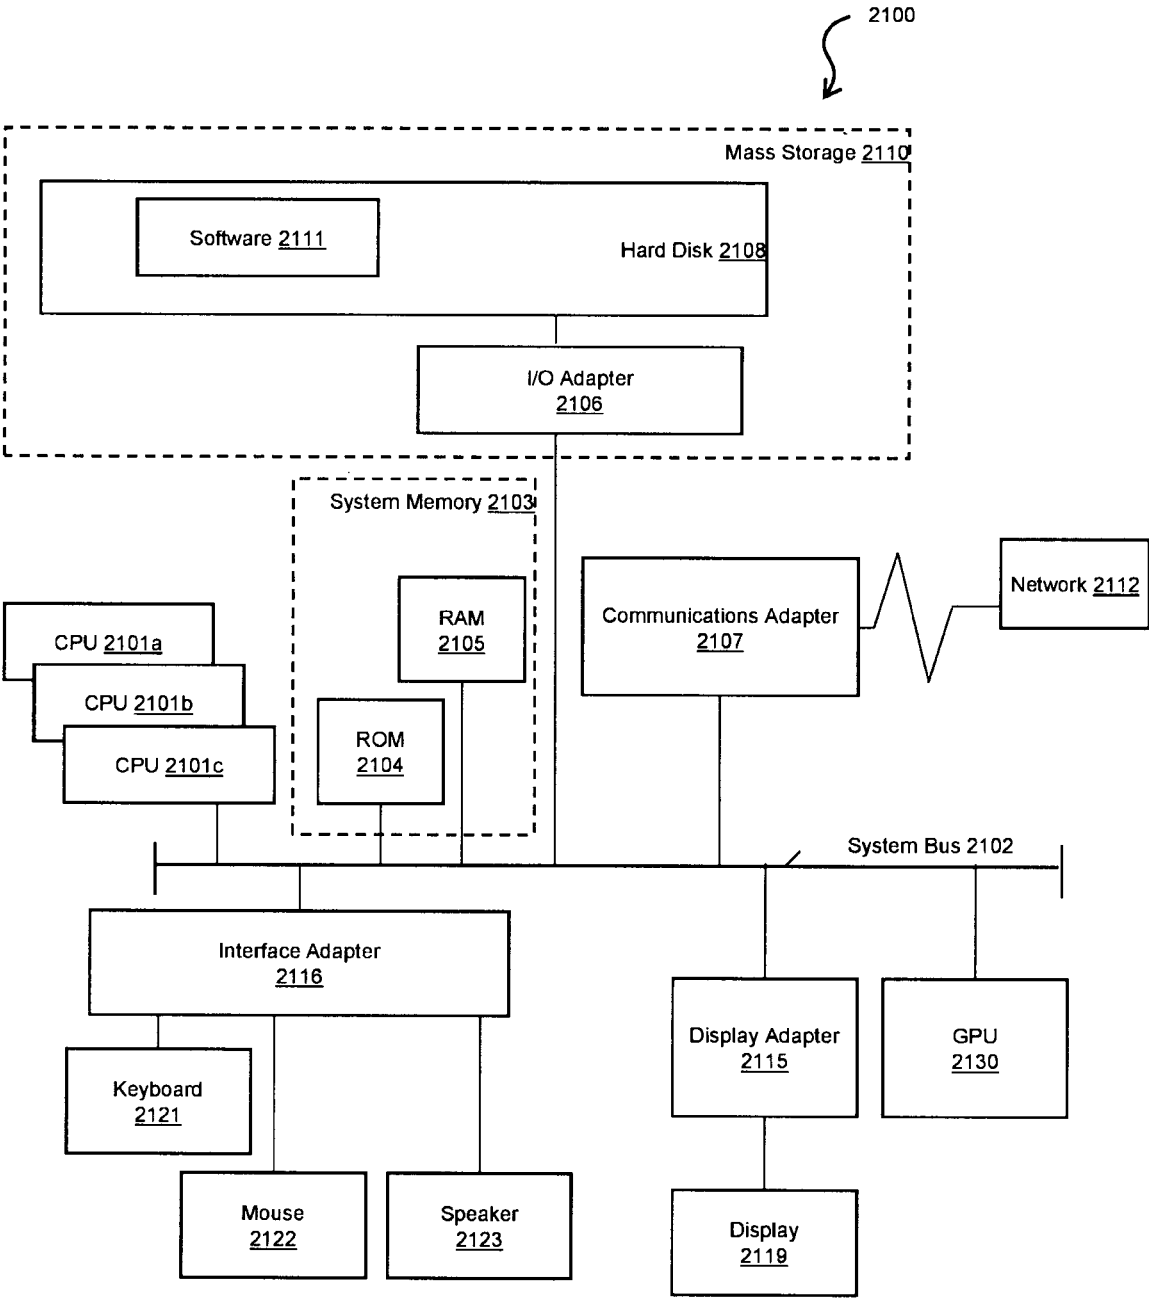 2100
Mass Storage 2110
Software 2111
Hard Disk 2108
I/O Adapter
2106
System Memory 2103
RAM
2105
ROM
2104
Communications Adapter
2107
Network 2112
CPU 2101a
CPU 2101b
CPU 2101c
System Bus 2102
Interface Adapter
2116
Keyboard
2121
Mouse
2122
Speaker
2123
Display Adapter
2115
GPU
2130
Display
2119